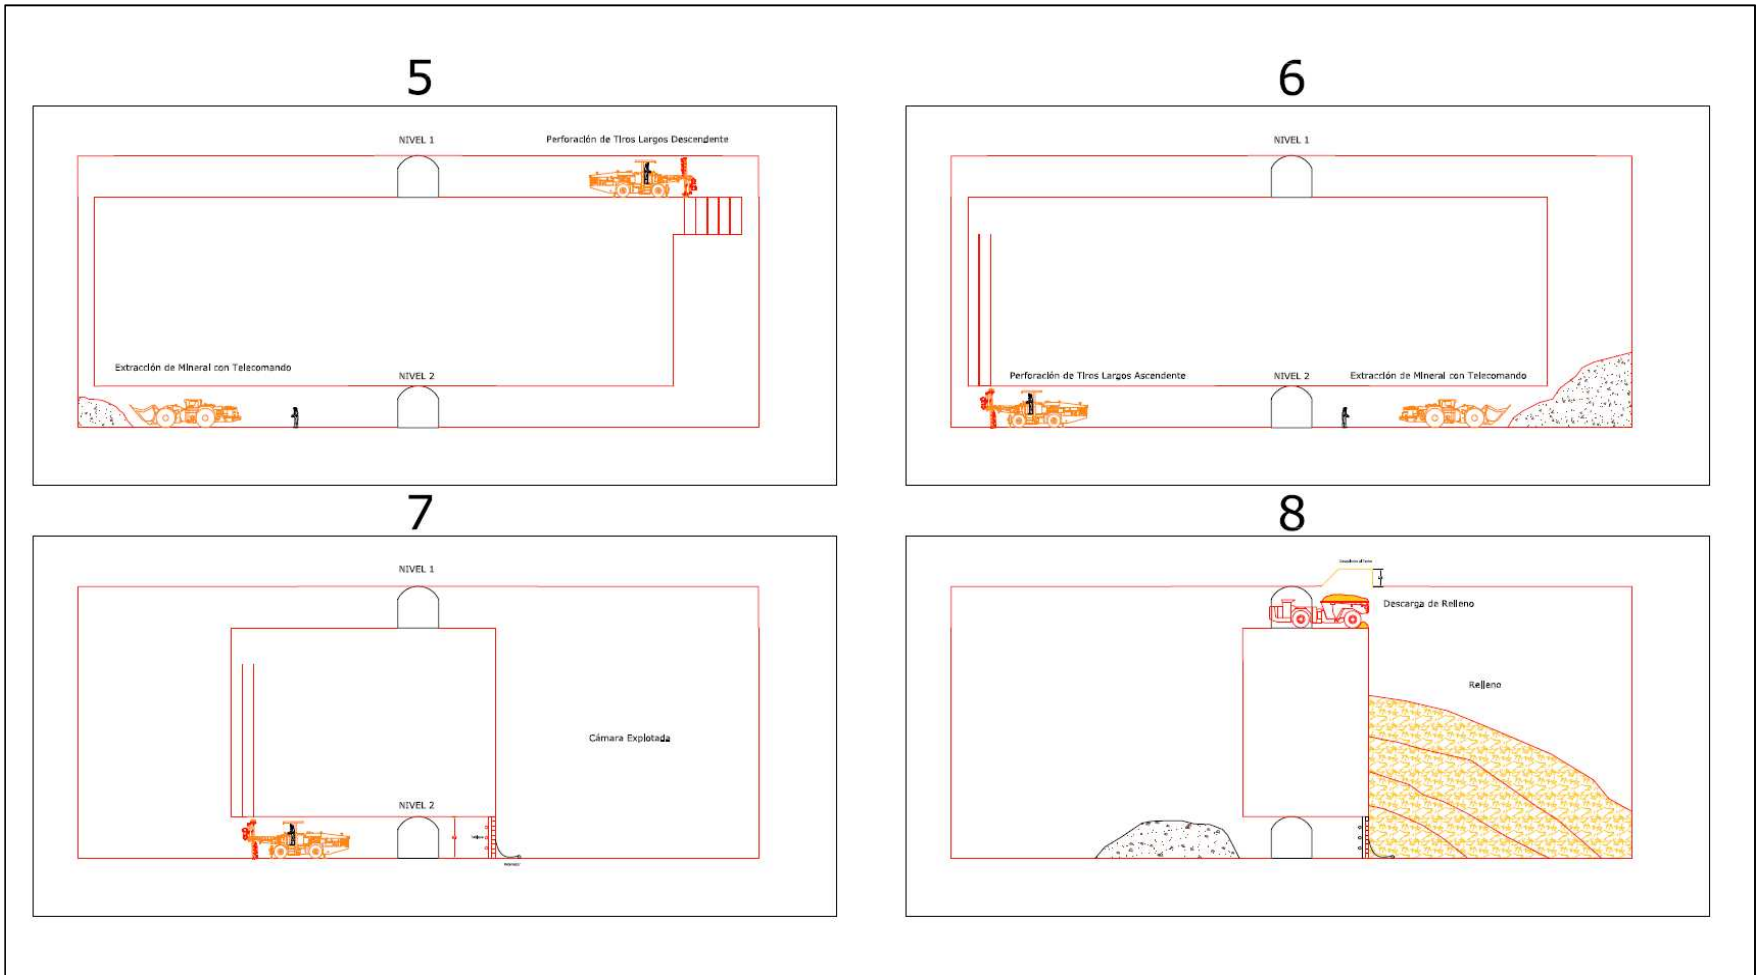 5
NIVEL 1
Perforación de Tiros Largos Descendente
Extracción de Mineral con Telecomando
NIVEL 2
6
NIVEL 1
Perforación de Tiros Largos Ascendente
NIVEL 2
Extracción de Mineral con Telecomando
7
NIVEL 1
Cámara Explotada
NIVEL 2
8
Descarga de Relleno
Relleno